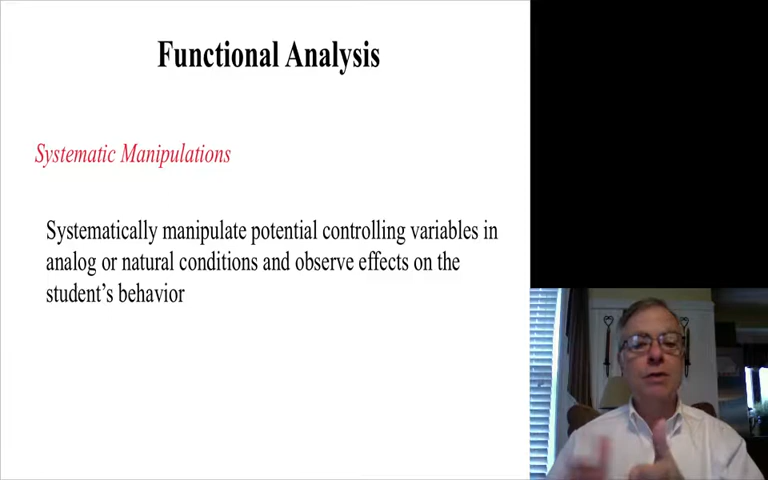 Functional Analysis
Systematic Manipulations
Systematically manipulate potential controlling variables in
analog or natural conditions and observe effects on the
student's behavior